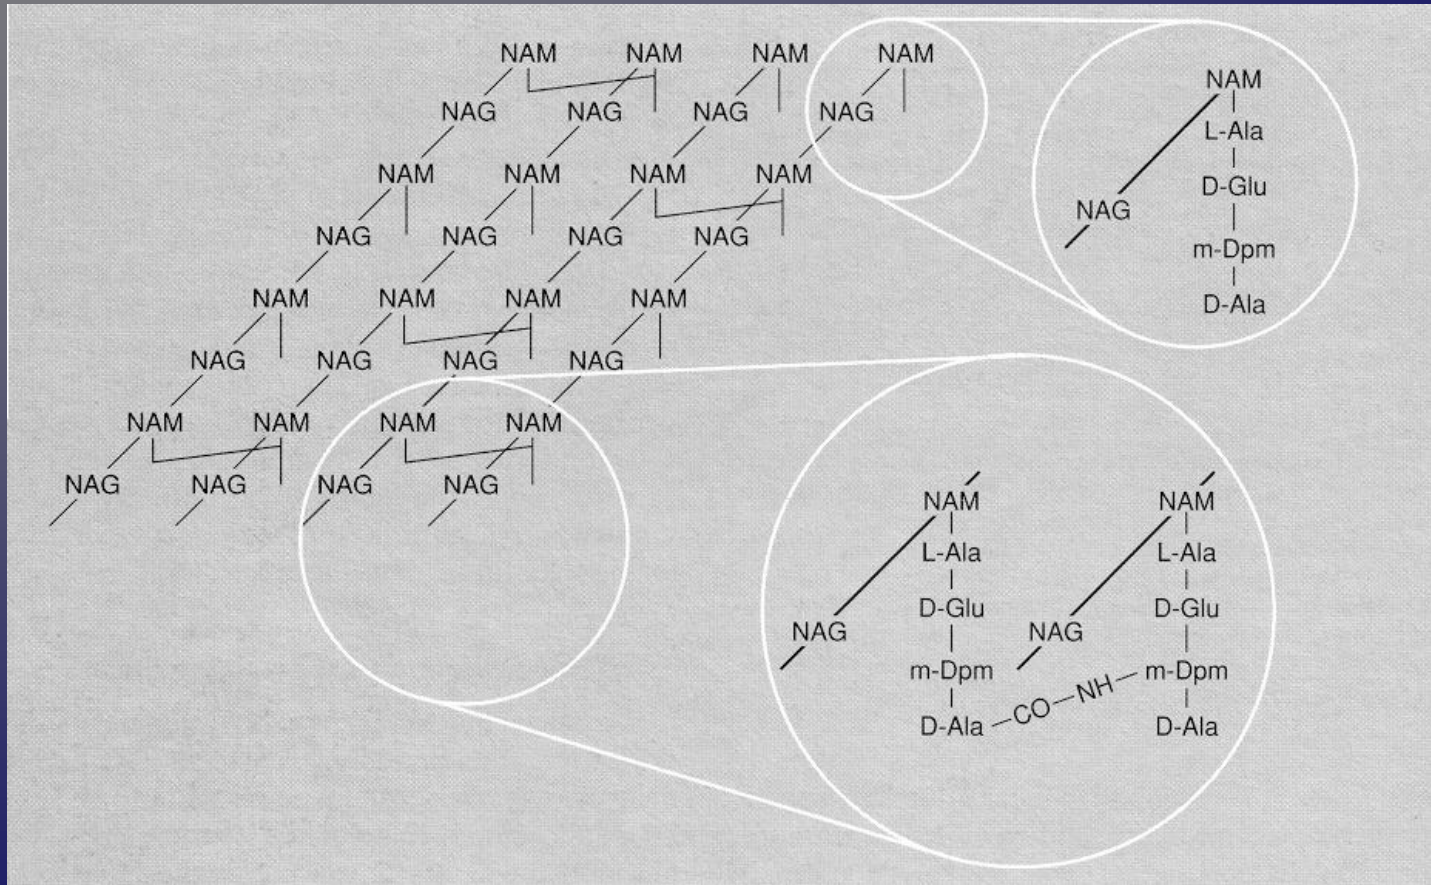 NAM NAM NAM NAM
NAG NAG NAG NAG
NAM NAM NAM NAM
NAG NAG NAG NAG
NAM NAM NAM NAM
NAG NAG NAG NAG
NAM NAM NAM NAM
NAG NAG NAG NAG
NAM
L-Ala
D-Glu
NAG
m-Dpm
D-Ala
NAM NAM
L-Ala L-Ala
D-Glu D-Glu
NAG NAG
m-Dpm m-Dpm
D-Ala —CO—NH— D-Ala